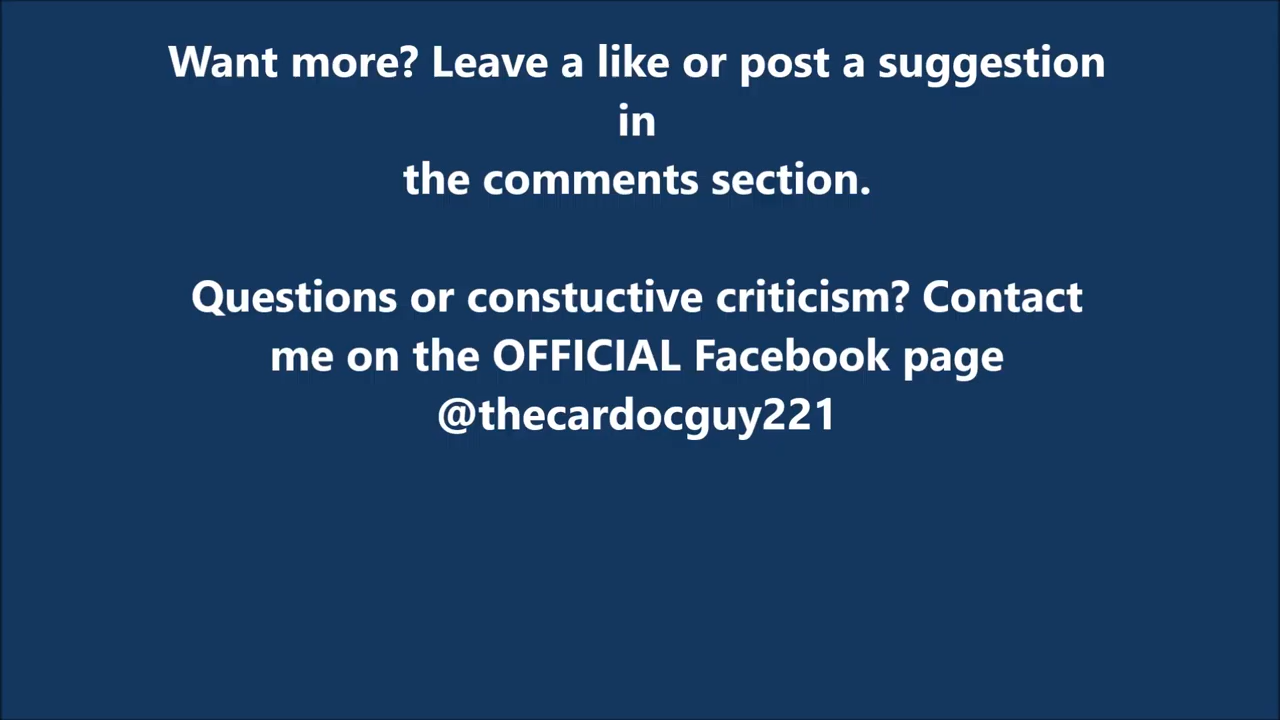 Want more? Leave a like or post a suggestion
in
the comments section.
Questions or constuctive criticism? Contact
me on the OFFICIAL Facebook page
@thecardocguy221